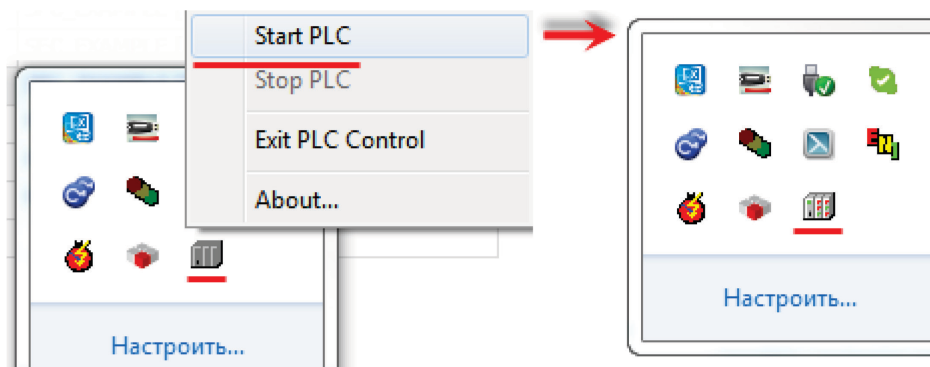 Start PLC
Stop PLC
Exit PLC Control
About...
Настроить...
Настроить...